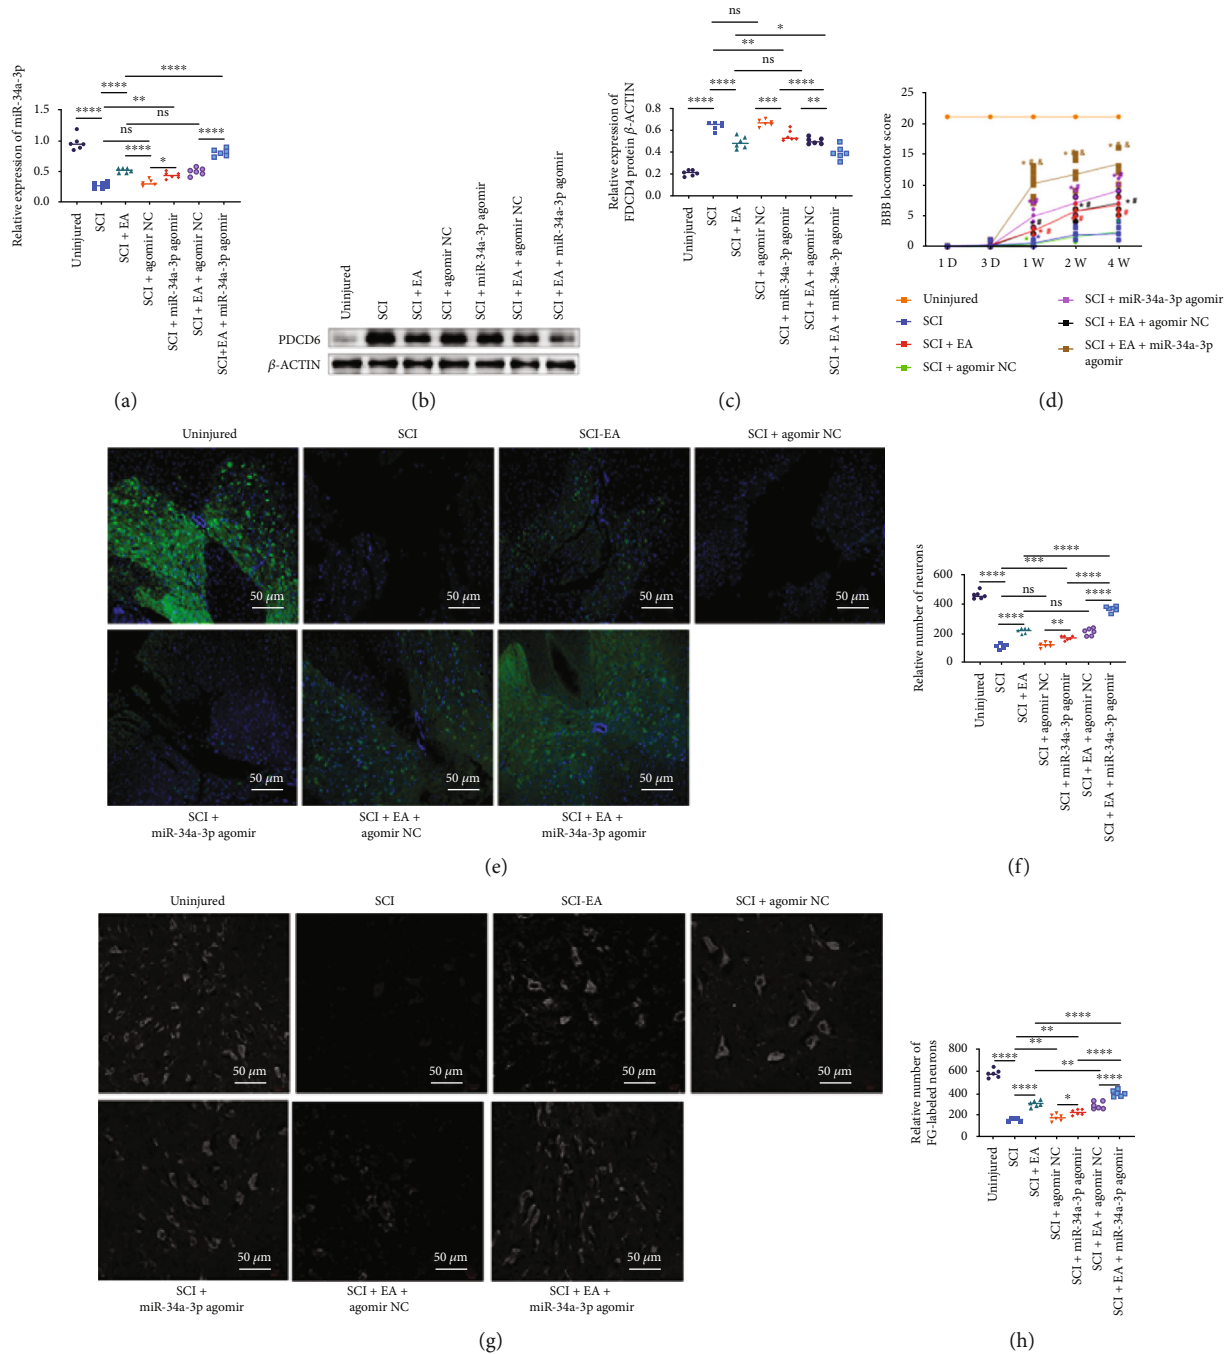 Relative expression of miR-34a-3p
1.5
1.0
0.5
0.0
****
****
****
**
ns
ns
****
****
*
Uninjured
SCI
SCI + EA
SCI + agomir NC
SCI + miR-34a-3p agomir
SCI + EA + agomir NC
SCI+EA + miR-34a-3p agomir
(a)
Uninjured
SCI
SCI + EA
SCI + agomir NC
SCI + miR-34a-3p agomir
SCI + EA + agomir NC
SCI + EA + miR-34a-3p agomir
PDCD6
β-ACTIN
(b)
Relative expression of
FDCD4 protein β-ACTIN
0.8
0.6
0.4
0.2
0.0
ns
*
**
ns
****
****
****
***
**
Uninjured
SCI
SCI + EA
SCI + agomir NC
SCI + miR-34a-3p agomir
SCI + EA + agomir NC
SCI + EA + miR-34a-3p agomir
(c)
BBB locomotor score
25
20
15
10
5
0
1 D
3 D
1 W
2 W
4 W
Uninjured
SCI
SCI + EA
SCI + agomir NC
SCI + miR-34a-3p agomir
SCI + EA + agomir NC
SCI + EA + miR-34a-3p
agomir
(d)
Uninjured
SCI
SCI-EA
SCI + agomir NC
50 μm
50 μm
50 μm
50 μm
50 μm
50 μm
50 μm
SCI +
miR-34a-3p agomir
SCI + EA +
agomir NC
SCI + EA +
miR-34a-3p agomir
(e)
Relative number of neurons
600
400
200
0
****
***
****
****
ns
****
ns
****
**
Uninjured
SCI
SCI + EA
SCI + agomir NC
SCI + miR-34a-3p agomir
SCI + EA + agomir NC
SCI + EA + miR-34a-3p agomir
(f)
Uninjured
SCI
SCI-EA
SCI + agomir NC
50 μm
50 μm
50 μm
50 μm
50 μm
50 μm
50 μm
SCI +
miR-34a-3p agomir
SCI + EA +
agomir NC
SCI + EA +
miR-34a-3p agomir
(g)
Relative number of
FG-labeled neurons
800
600
400
200
0
****
**
**
****
****
**
****
****
*
Uninjured
SCI
SCI + EA
SCI + agomir NC
SCI + miR-34a-3p agomir
SCI + EA + agomir NC
SCI + EA + miR-34a-3p agomir
(h)